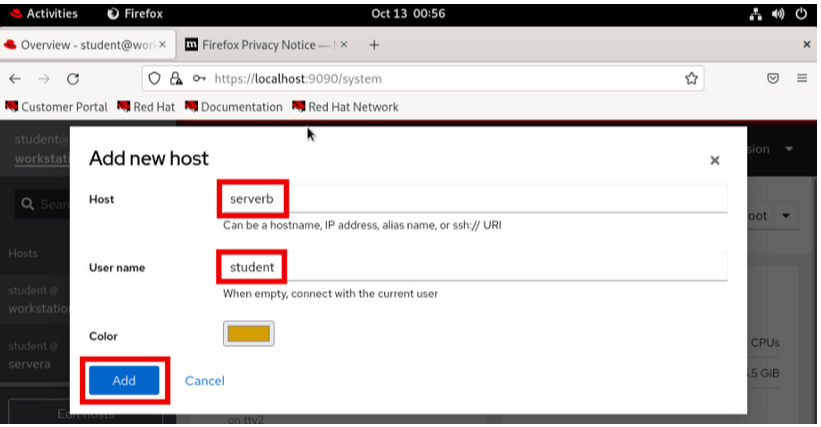 Activities Firefox Oct 13 00:56
Overview - student@worl × Firefox Privacy Notice — × +
×
https://localhost:9090/system
Customer Portal Red Hat Documentation Red Hat Network
student@
workstati
Add new host ×
sion
Sear
Host serverb
oot
Can be a hostname, IP address, alias name, or ssh:// URI
Hosts
User name student
student @
workstatio
When empty, connect with the current user
student @
servera
Color
CPUs
.5 GiB
Add Cancel
Edit hosts
on tty2